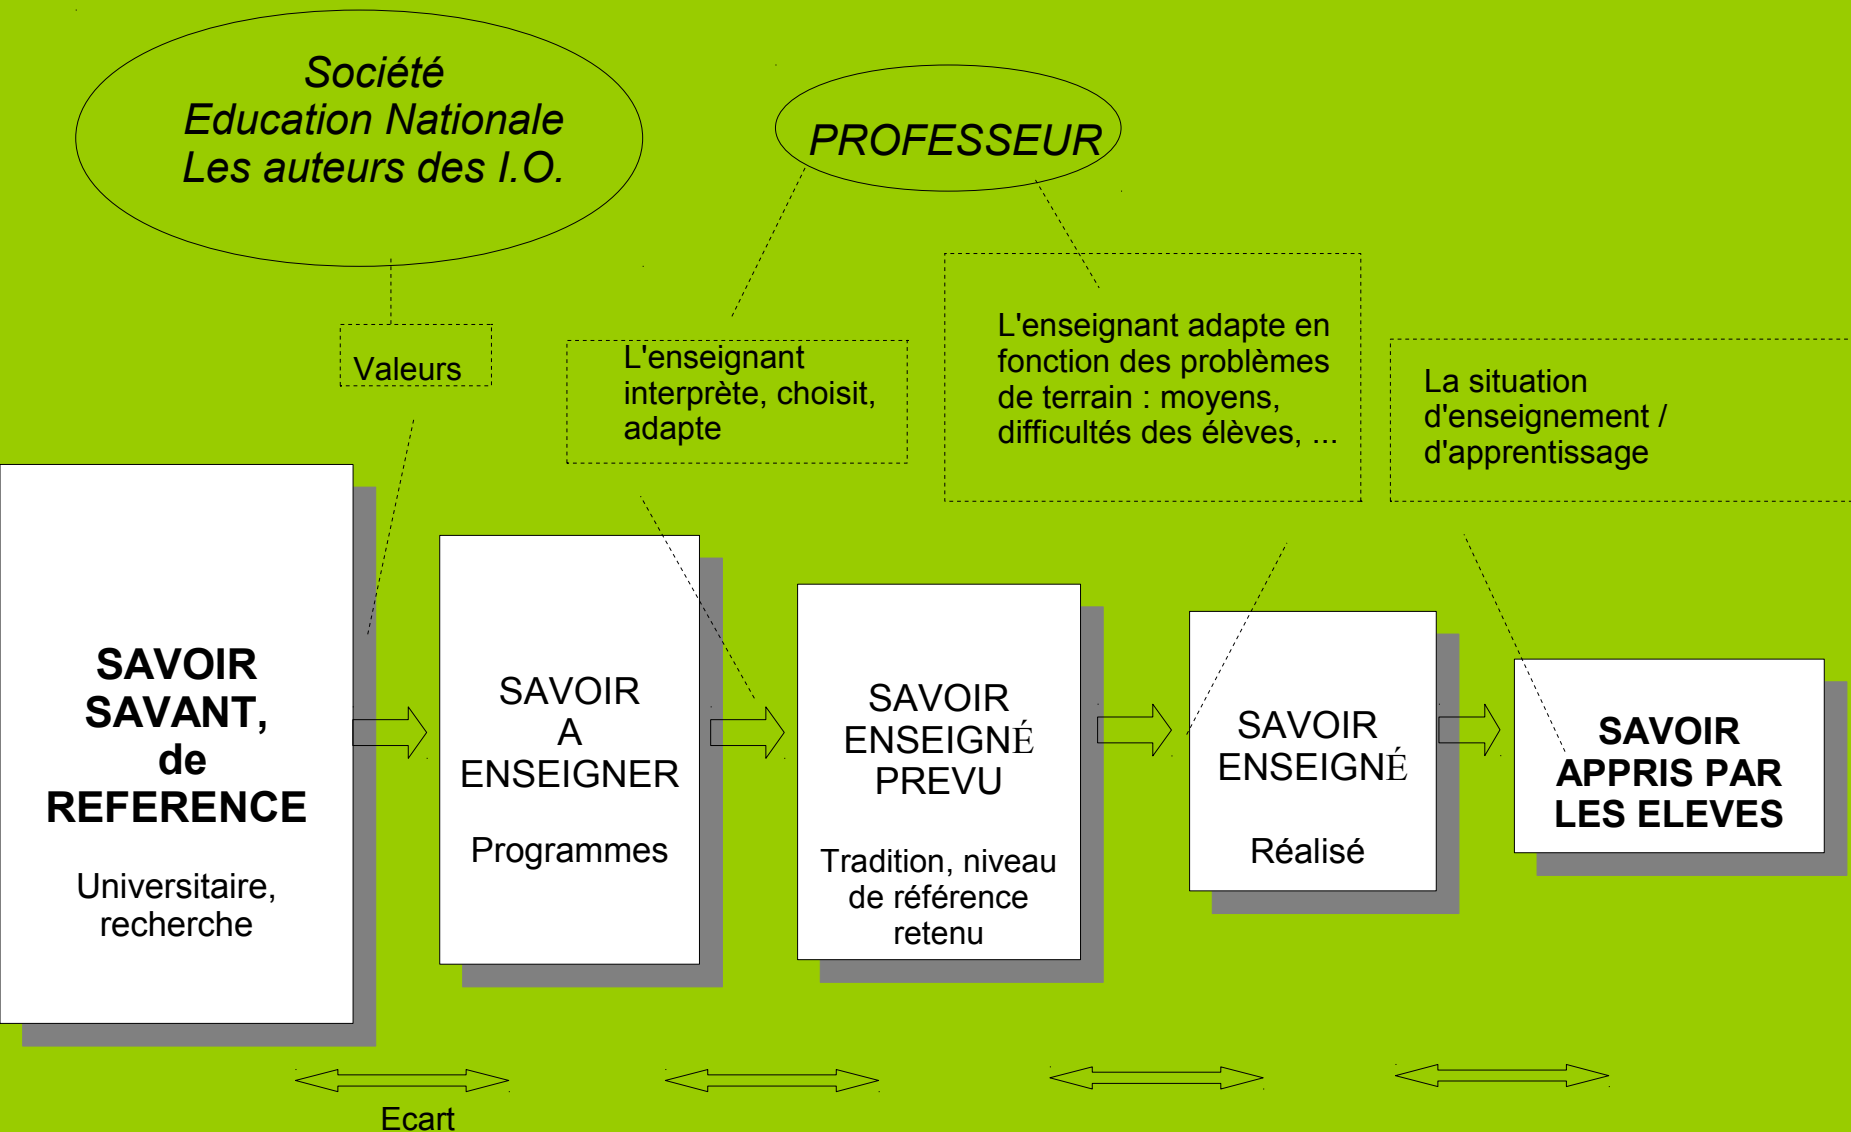 Société
Education Nationale
Les auteurs des I.O.
PROFESSEUR
Valeurs
L'enseignant
interprète, choisit,
adapte
L'enseignant adapte en
fonction des problèmes
de terrain : moyens,
difficultés des élèves, ...
La situation
d'enseignement /
d'apprentissage
SAVOIR
SAVANT,
de
REFERENCE
Universitaire,
recherche
SAVOIR
A
ENSEIGNER
Programmes
SAVOIR
ENSEIGNÉ
PREVU
Tradition, niveau
de référence
retenu
SAVOIR
ENSEIGNÉ
Réalisé
SAVOIR
APPRIS PAR
LES ELEVES
Ecart